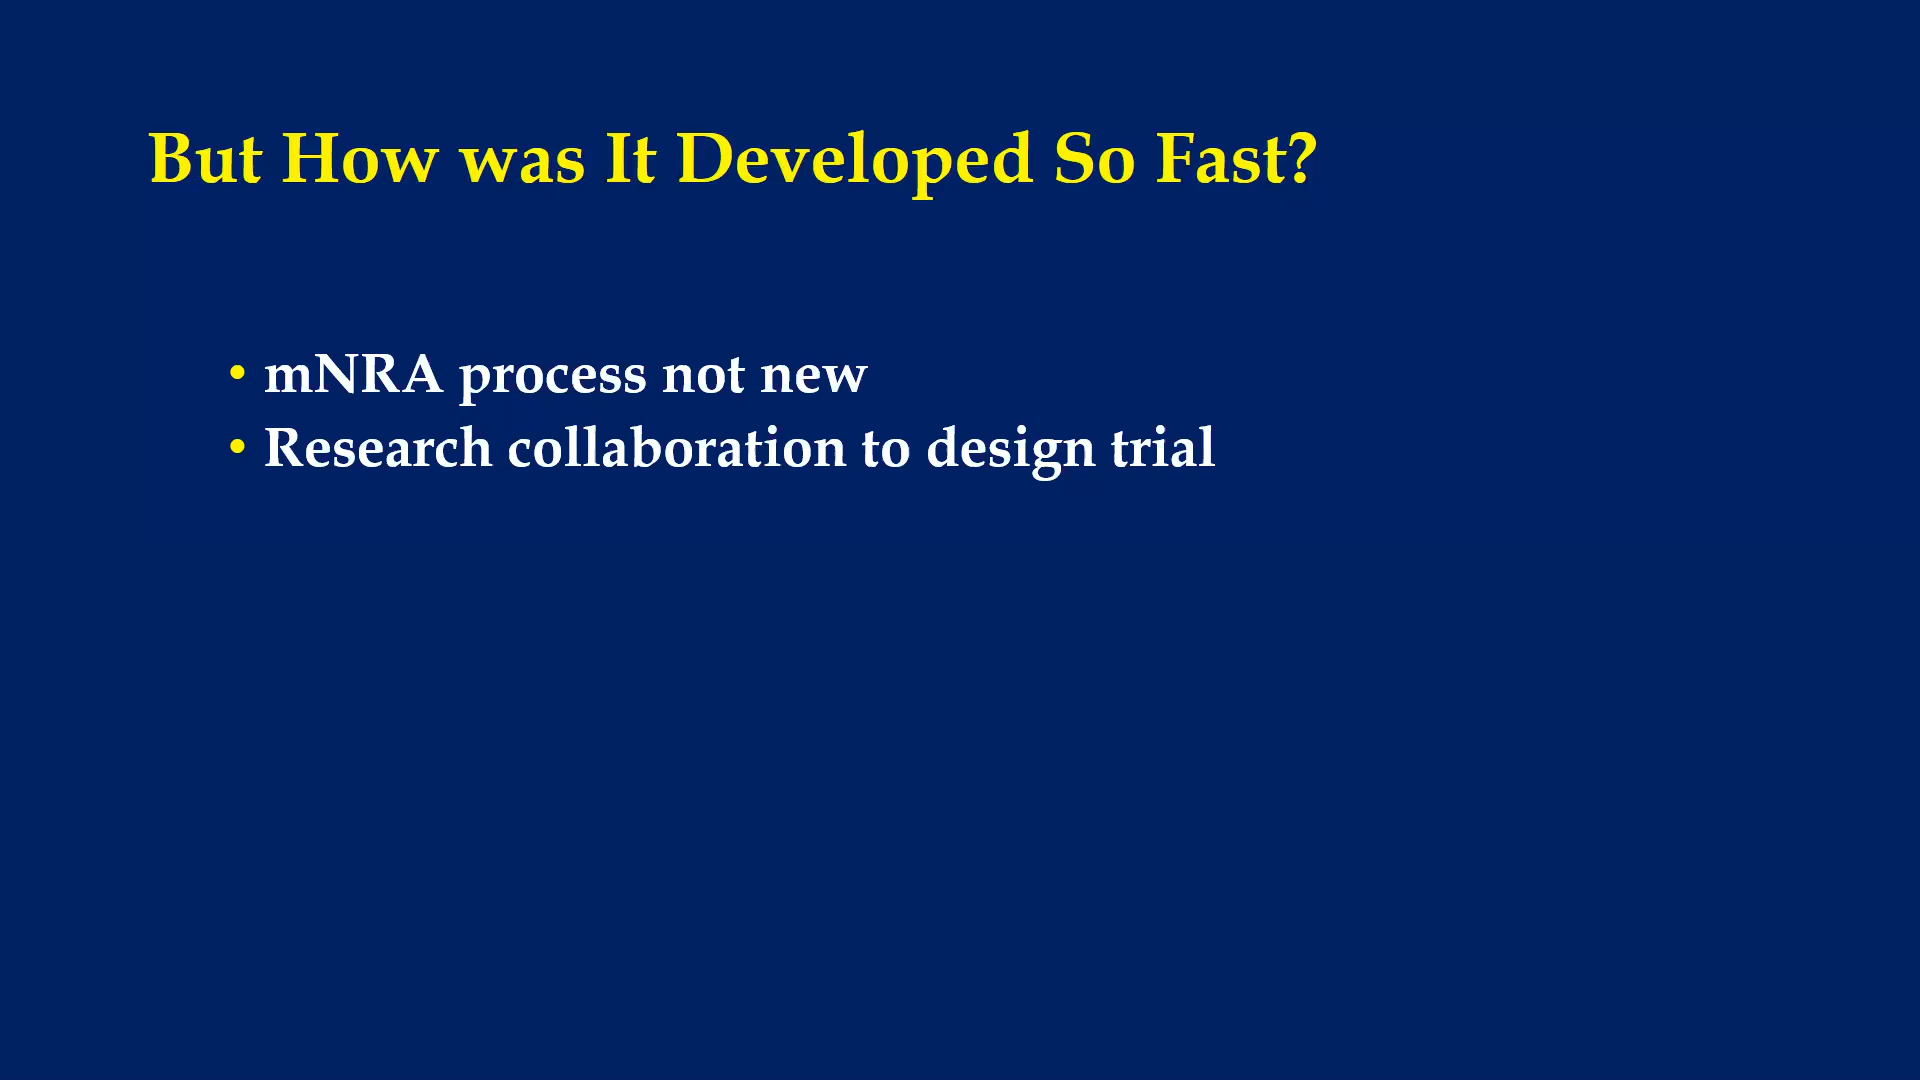 But How was It Developed So Fast?
• mNRA process not new
• Research collaboration to design trial